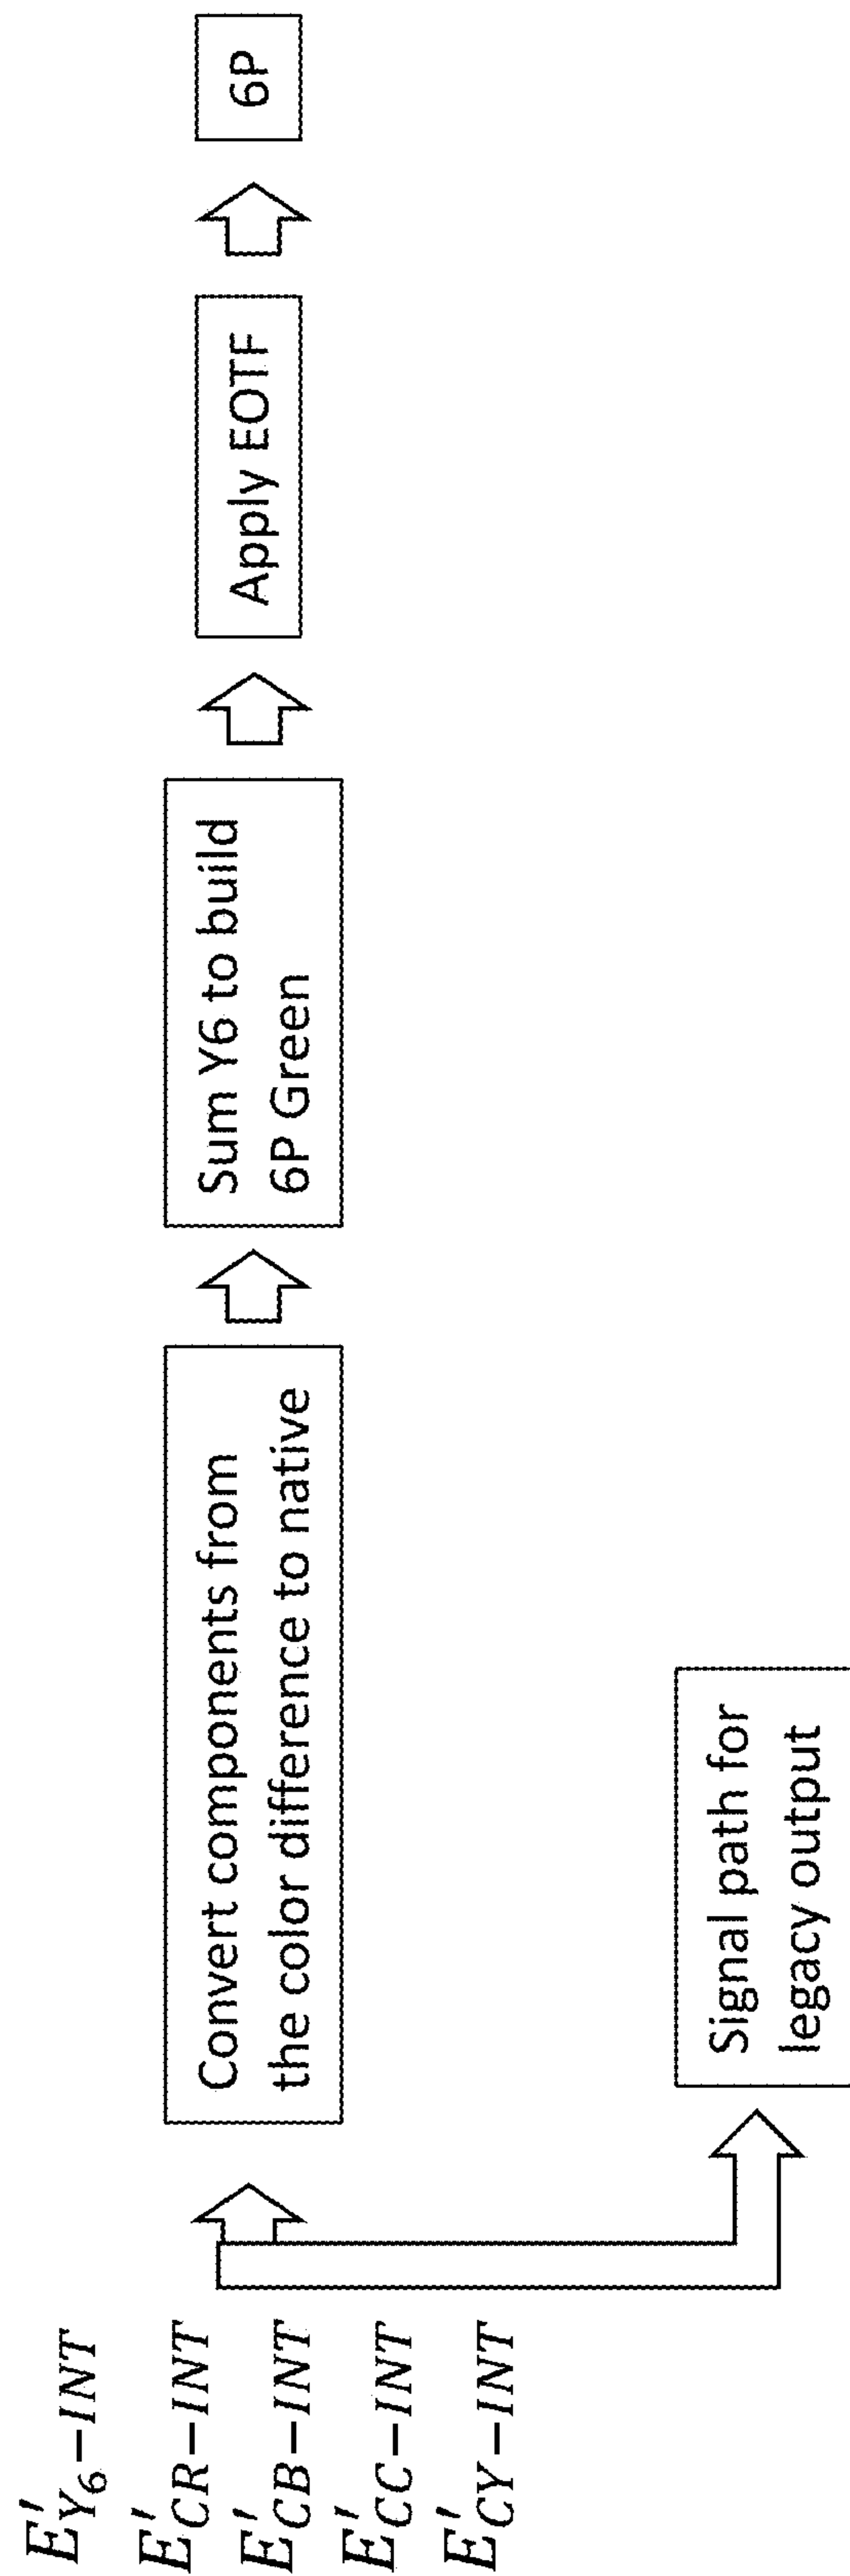 E′Y₆−INT
E′CR−INT
E′CB−INT
E′CC−INT
E′CY−INT
Convert components from
the color difference to native
Sum Y6 to build
6P Green
Apply EOTF
6P
Signal path for
legacy output